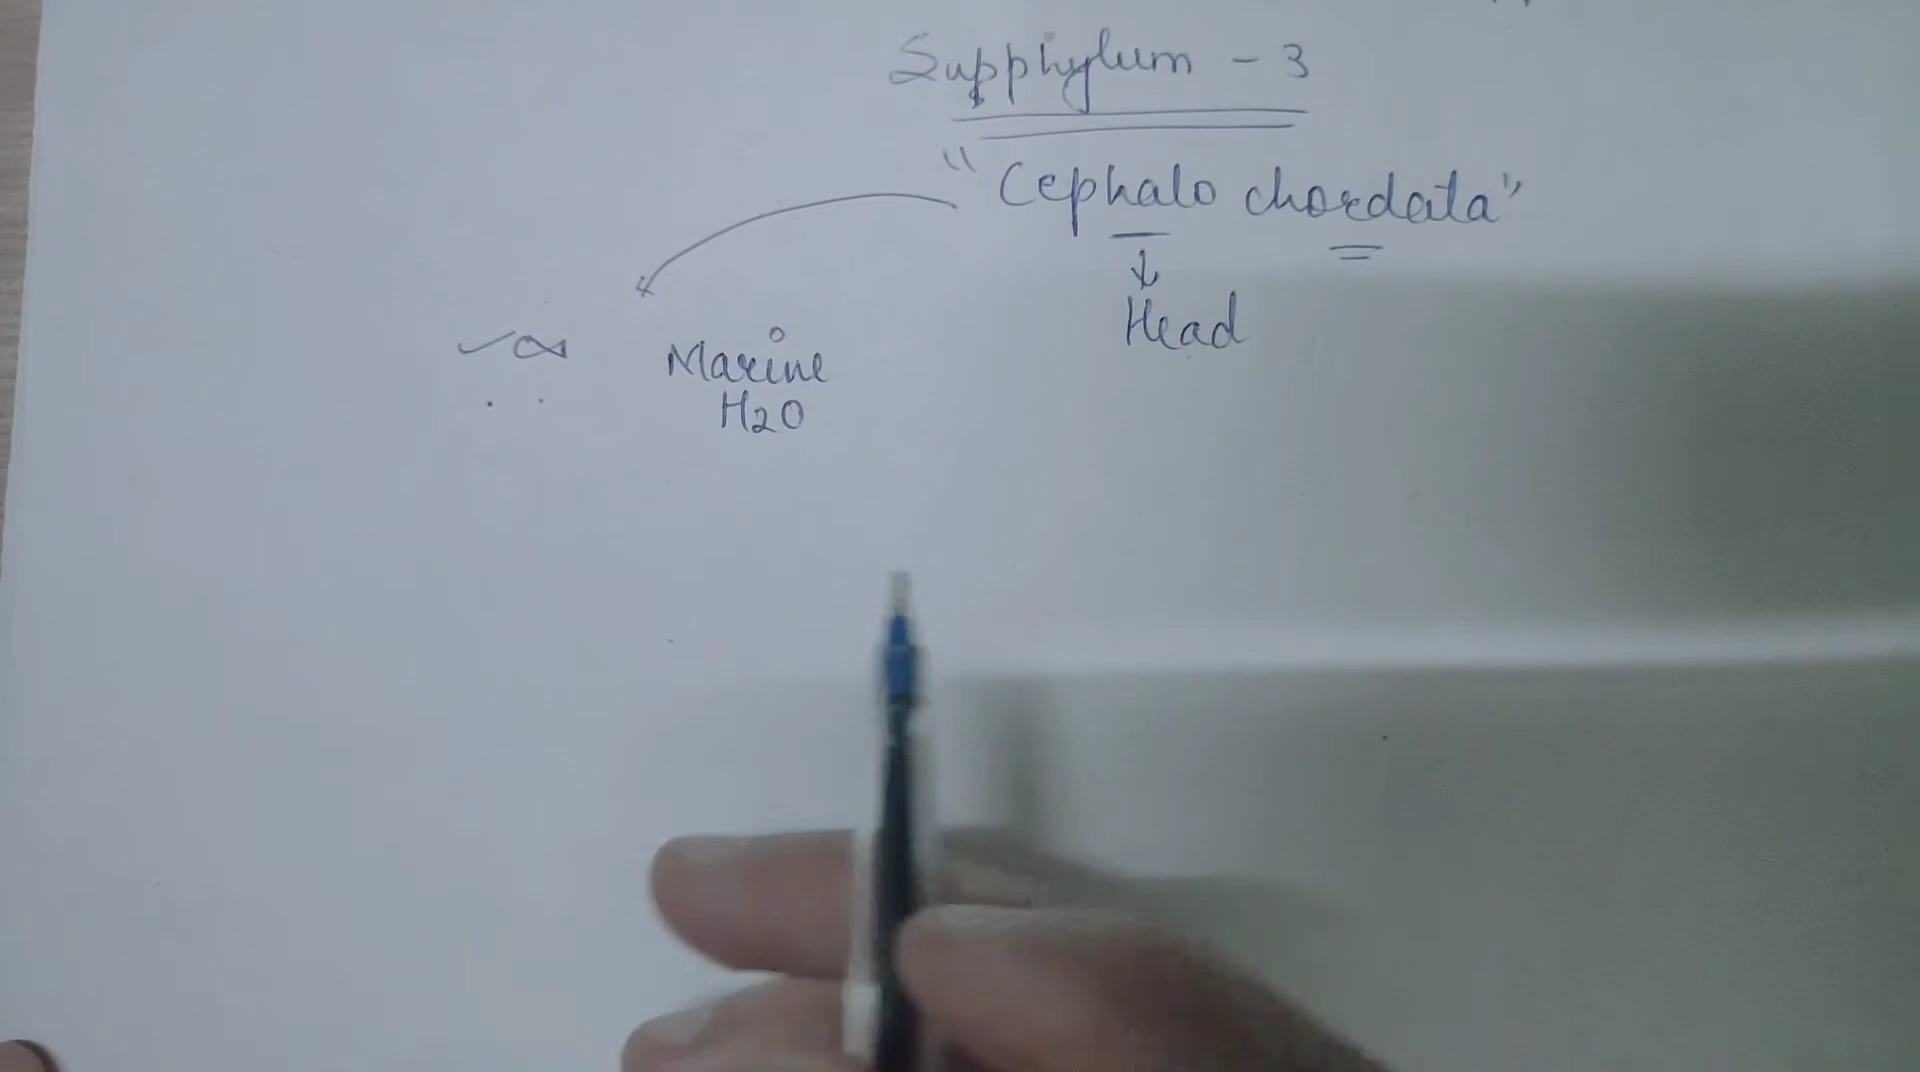 Supphylum - 3
"Cephalo chordata"
↓
Head
Marine
H2O